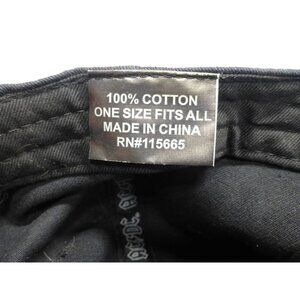 100% COTTON
ONE SIZE FITS ALL
MADE IN CHINA
RN#115665